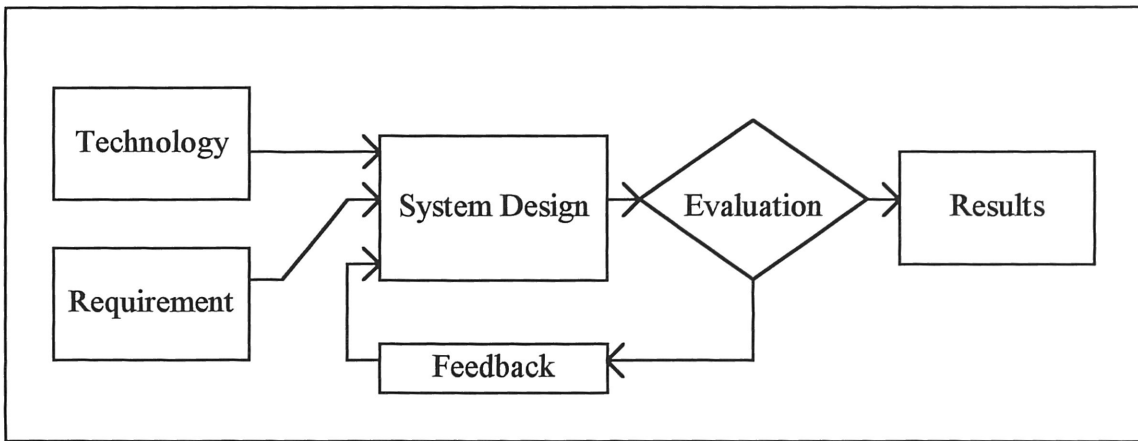 Technology
System Design
Evaluation
Results
Requirement
Feedback